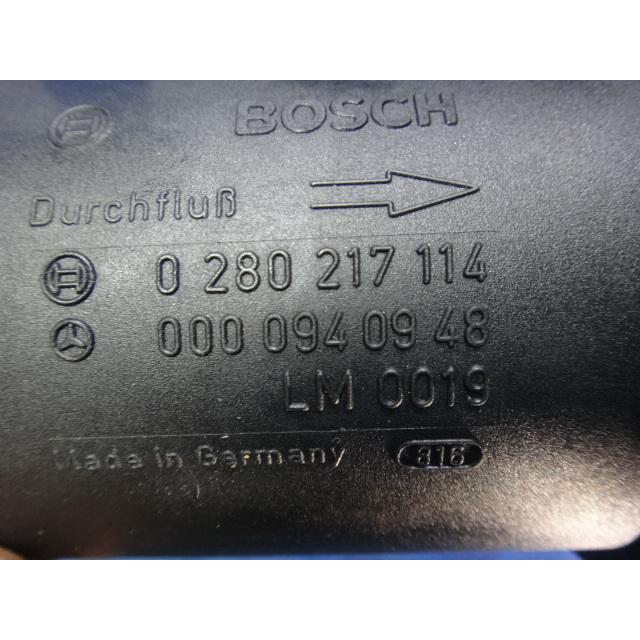 BOSCH
Durchfluß
0 280 217 114
000 094 09 48
LM 0019
Made in Germany 816